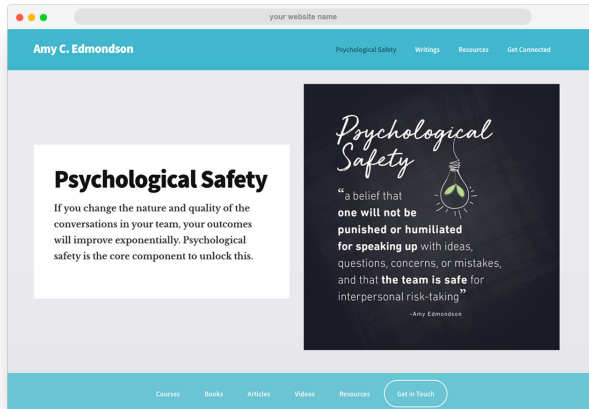 your website name
Amy C. Edmondson
Psychological Safety Writings Resources Get Connected
Psychological Safety
If you change the nature and quality of the
conversations in your team, your outcomes
will improve exponentially. Psychological
safety is the core component to unlock this.
Psychological
Safety
“a belief that
one will not be
punished or humiliated
for speaking up with ideas,
questions, concerns, or mistakes,
and that the team is safe for
interpersonal risk-taking”
-Amy Edmondson
Courses Books Articles Videos Resources Get in Touch